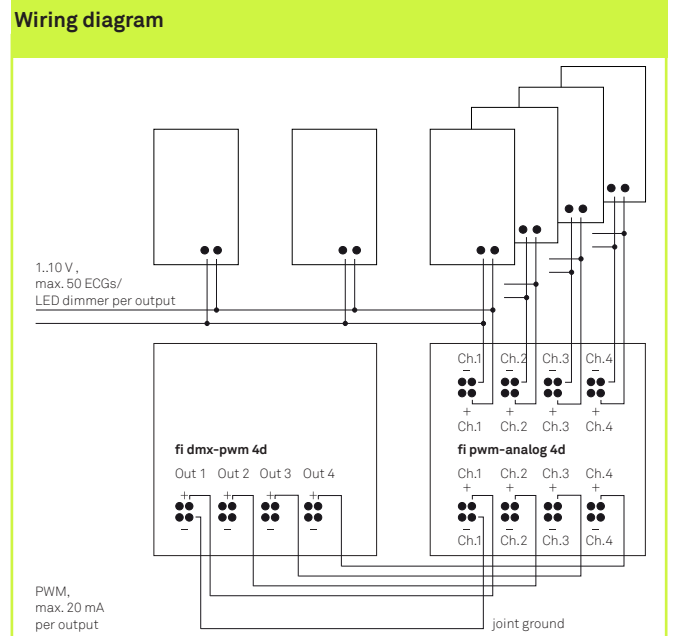 Wiring diagram
1..10 V ,
max. 50 ECGs/
LED dimmer per output
Ch.1 Ch.2 Ch.3 Ch.4
– – – –
+ + + +
Ch.1 Ch.2 Ch.3 Ch.4
fi dmx-pwm 4d
fi pwm-analog 4d
Out 1 Out 2 Out 3 Out 4
+ + + +
– – – –
Ch.1 Ch.2 Ch.3 Ch.4
+ + + +
– – – –
Ch.1 Ch.2 Ch.3 Ch.4
PWM,
max. 20 mA
per output
joint ground